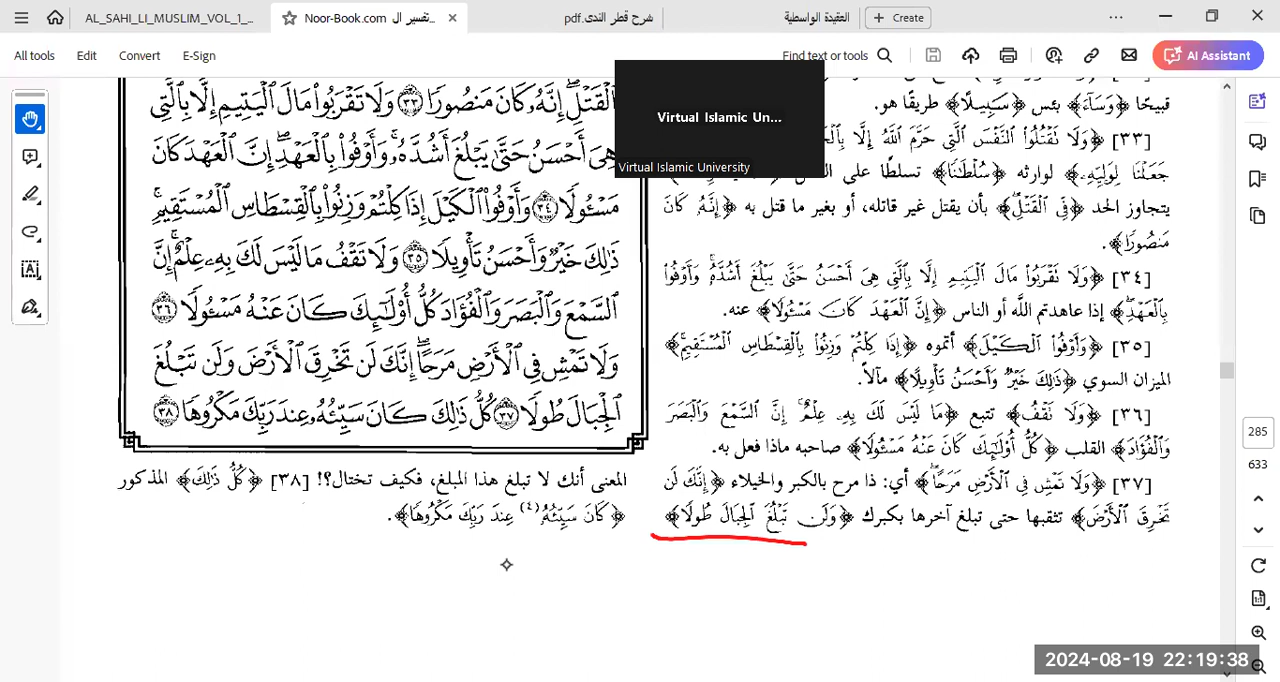 AL_SAHI_LI_MUSLIM_VOL_1_...
Noor-Book.com تفسير ال...
شرح قطر الندى.pdf
العقيدة الواسطية
+ Create
All tools
Edit
Convert
E-Sign
Find text or tools
AI Assistant
Virtual Islamic Un...
Virtual Islamic University
ٱلْقَتْلِۖ إِنَّهُۥ كَانَ مَنصُورًا ٣٣ وَلَا تَقْرَبُوا۟ مَالَ ٱلْيَتِيمِ إِلَّا بِٱلَّتِى
هِىَ أَحْسَنُ حَتَّىٰ يَبْلُغَ أَشُدَّهُۥۚ وَأَوْفُوا۟ بِٱلْعَهْدِۖ إِنَّ ٱلْعَهْدَ كَانَ
مَسْـُٔولًا ٣٤ وَأَوْفُوا۟ ٱلْكَيْلَ إِذَا كِلْتُمْ وَزِنُوا۟ بِٱلْقِسْطَاسِ ٱلْمُسْتَقِيمِۚ
ذَٰلِكَ خَيْرٌ وَأَحْسَنُ تَأْوِيلًا ٣٥ وَلَا تَقْفُ مَا لَيْسَ لَكَ بِهِۦ عِلْمٌۚ إِنَّ
ٱلسَّمْعَ وَٱلْبَصَرَ وَٱلْفُؤَادَ كُلُّ أُو۟لَـٰٓئِكَ كَانَ عَنْهُ مَسْـُٔولًا ٣٦
وَلَا تَمْشِ فِى ٱلْأَرْضِ مَرَحًاۖ إِنَّكَ لَن تَخْرِقَ ٱلْأَرْضَ وَلَن تَبْلُغَ
ٱلْجِبَالَ طُولًا ٣٧ كُلُّ ذَٰلِكَ كَانَ سَيِّئُهُۥ عِندَ رَبِّكَ مَكْرُوهًا ٣٨
قبيحًا ﴿وَسَآءَ﴾ بئس ﴿سَبِيلًا﴾ طريقًا هو.
[٣٣] ﴿وَلَا تَقْتُلُوا۟ ٱلنَّفْسَ ٱلَّتِى حَرَّمَ ٱللَّهُ إِلَّا
جَعَلْنَا لِوَلِيِّهِۦ﴾ لوارثه ﴿سُلْطَـٰنًا﴾ تسلطًا على
يتجاوز الحد ﴿فِى ٱلْقَتْلِ﴾ بأن يقتل غير قاتله، أو بغير ما قتل به ﴿إِنَّهُۥ كَانَ
مَنصُورًا﴾.
[٣٤] ﴿وَلَا تَقْرَبُوا۟ مَالَ ٱلْيَتِيمِ إِلَّا بِٱلَّتِى هِىَ أَحْسَنُ حَتَّىٰ يَبْلُغَ أَشُدَّهُۥۚ وَأَوْفُوا۟
بِٱلْعَهْدِۖ﴾ إذا عاهدتم اللَّه أو الناس ﴿إِنَّ ٱلْعَهْدَ كَانَ مَسْـُٔولًا﴾ عنه.
[٣٥] ﴿وَأَوْفُوا۟ ٱلْكَيْلَ﴾ أتموه ﴿إِذَا كِلْتُمْ وَزِنُوا۟ بِٱلْقِسْطَاسِ ٱلْمُسْتَقِيمِۚ﴾
الميزان السوي ﴿ذَٰلِكَ خَيْرٌ وَأَحْسَنُ تَأْوِيلًا﴾ مآلاً.
[٣٦] ﴿وَلَا تَقْفُ﴾ تتبع ﴿مَا لَيْسَ لَكَ بِهِۦ عِلْمٌۚ إِنَّ ٱلسَّمْعَ وَٱلْبَصَرَ
وَٱلْفُؤَادَ﴾ القلب ﴿كُلُّ أُو۟لَـٰٓئِكَ كَانَ عَنْهُ مَسْـُٔولًا﴾ صاحبه ماذا فعل به.
[٣٧] ﴿وَلَا تَمْشِ فِى ٱلْأَرْضِ مَرَحًاۖ﴾ أي: ذا مرح بالكبر والخيلاء ﴿إِنَّكَ لَن
تَخْرِقَ ٱلْأَرْضَ﴾ تثقبها حتى تبلغ آخرها بكبرك ﴿وَلَن تَبْلُغَ ٱلْجِبَالَ طُولًا﴾
المعنى أنك لا تبلغ هذا المبلغ، فكيف تختال؟! [٣٨] ﴿كُلُّ ذَٰلِكَ﴾ المذكور
﴿كَانَ سَيِّئُهُۥ(٤) عِندَ رَبِّكَ مَكْرُوهًا﴾.
285
633
2024-08-19 22:19:38